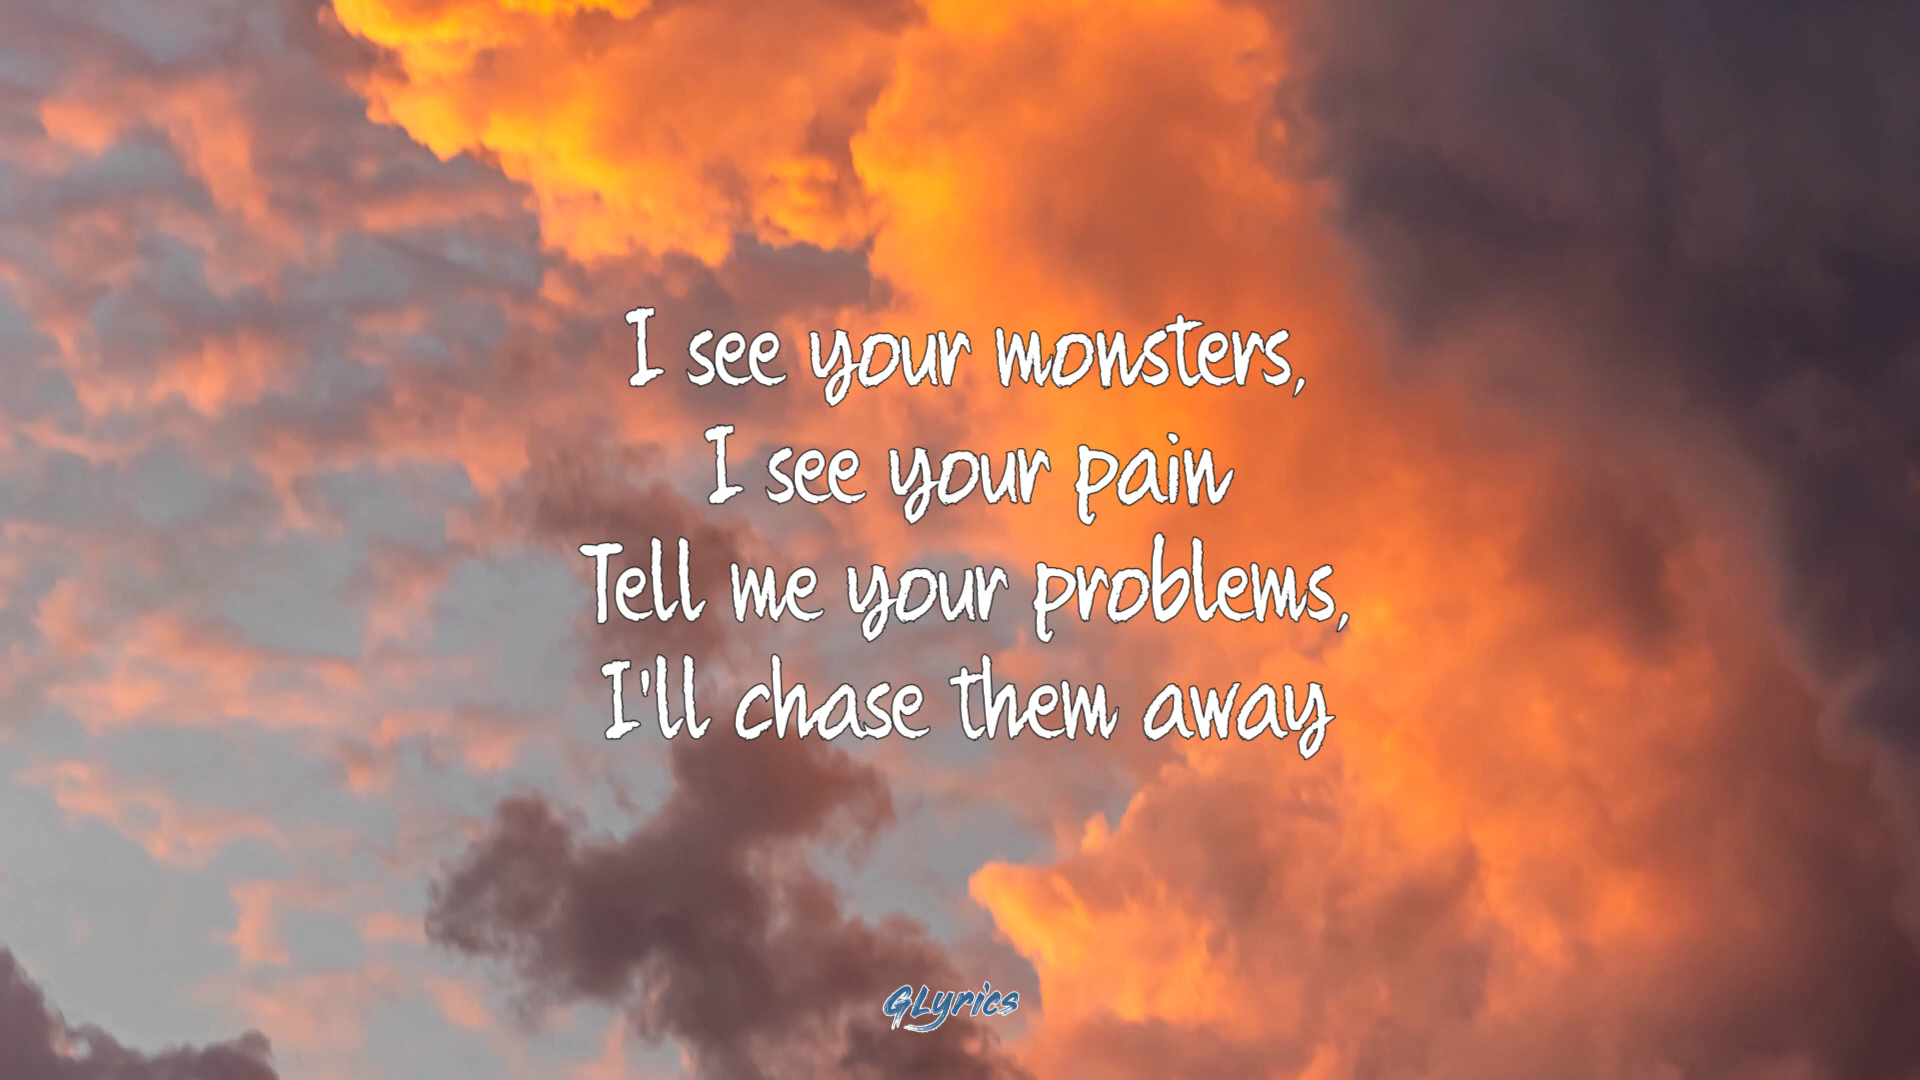 I see your monsters,
I see your pain
Tell me your problems,
I'll chase them away
GLyrics